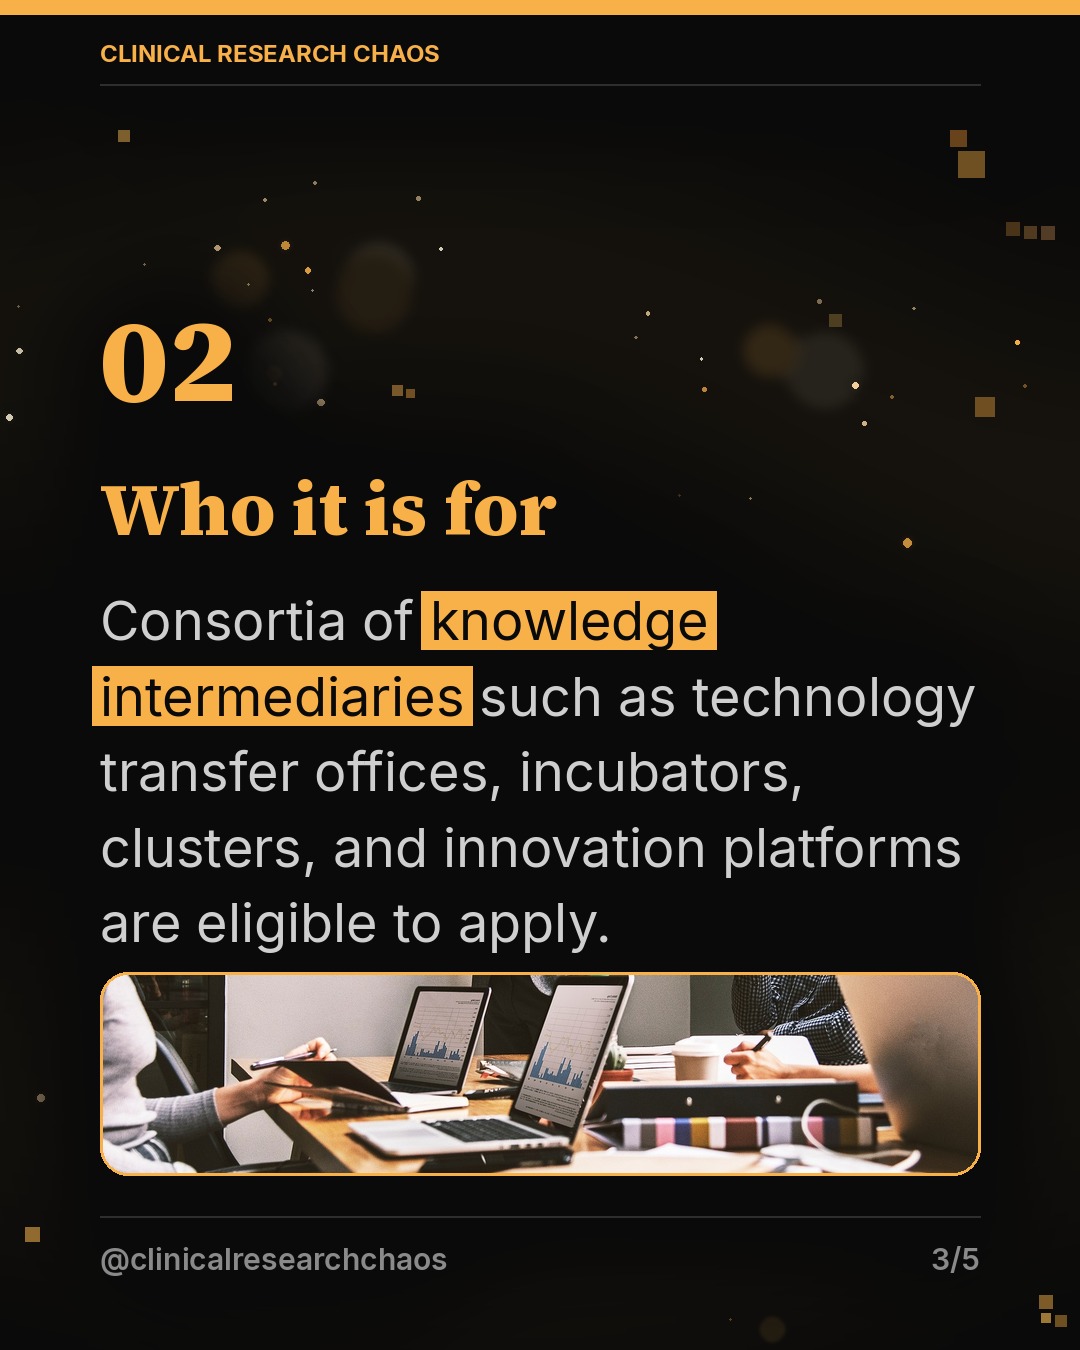 CLINICAL RESEARCH CHAOS
02
Who it is for
Consortia of knowledge
intermediaries such as technology
transfer offices, incubators,
clusters, and innovation platforms
are eligible to apply.
@clinicalresearchchaos
3/5